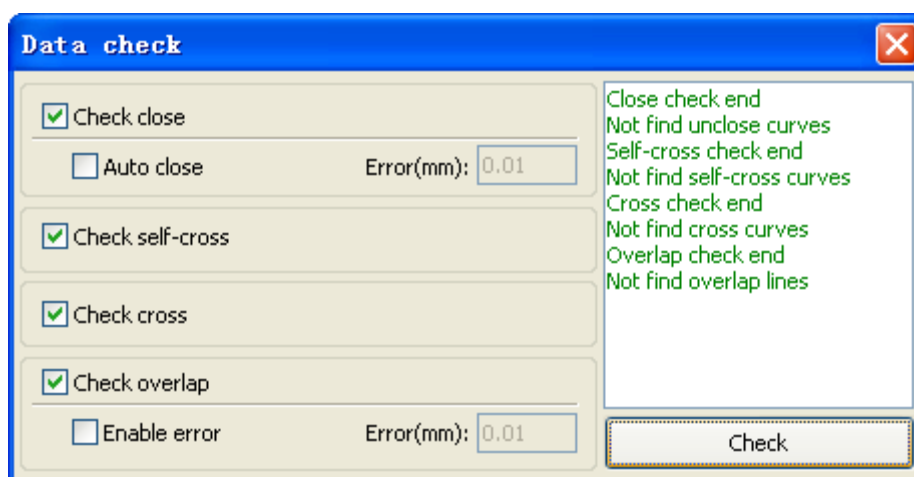 Data check
Check close
Auto close Error(mm): 0.01
Check self-cross
Check cross
Check overlap
Enable error Error(mm): 0.01
Close check end
Not find unclose curves
Self-cross check end
Not find self-cross curves
Cross check end
Not find cross curves
Overlap check end
Not find overlap lines
Check